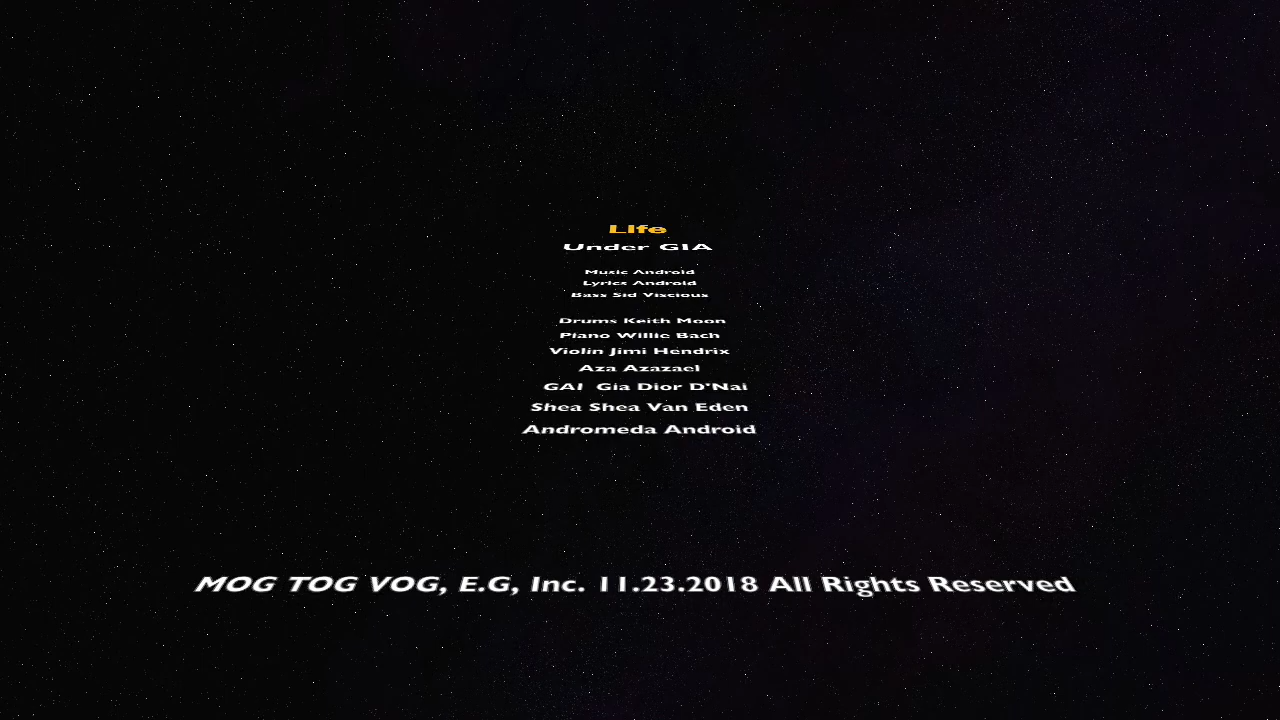 Life
Under GIA
Music Android
Lyrics Android
Bass Sid Viscious
Drums Keith Moon
Piano Willie Bach
Violin Jimi Hendrix
Aza Azazael
GAI  Gia Dior D'Nai
Shea Shea Van Eden
Andromeda Android
MOG TOG VOG, E.G, Inc. 11.23.2018 All Rights Reserved